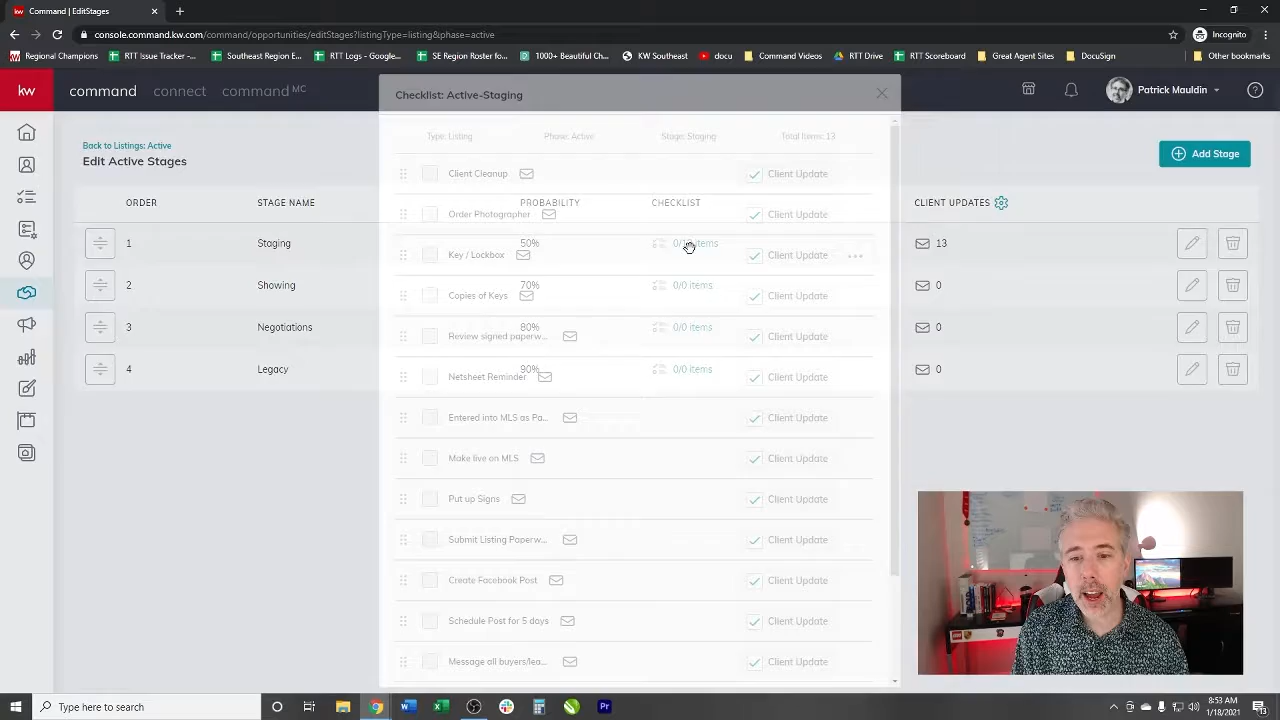 Command | EditStages
Incognito
console.command.kw.com/command/opportunities/editStages?listingType=listing&phase=active
Regional Champions
RTT Issue Tracker -...
Southeast Region R...
RTT Logs - Google...
SE Region Roster fo...
1000+ Beautiful Ch...
KW Southeast
docu
Command Videos
RTT Drive
RTT Scoreboard
Great Agent Sites
DocuSign
Other bookmarks
kw
command
connect
command MC
Patrick Mauldin
Checklist: Active-Staging
Type: Listing
Phase: Active
Stage: Staging
Total Items: 13
Back to Listings: Active
Edit Active Stages
Add Stage
ORDER
STAGE NAME
PROBABILITY
CHECKLIST
CLIENT UPDATES
1
Staging
50%
13
2
Showing
70%
0/0 items
0
3
Negotiations
80%
0/0 items
0
4
Legacy
90%
0/0 items
0
Client Cleanup
Client Update
Order Photographer
Client Update
Key / Lockbox
Client Update
Copies of Keys
Client Update
Review signed paperw...
Client Update
Netsheet Reminder
Client Update
Entered into MLS as Pa...
Client Update
Make live on MLS
Client Update
Put up Signs
Client Update
Submit Listing Paperw...
Client Update
Create Facebook Post
Client Update
Schedule Post for 5 days
Client Update
Message all buyers/lea...
Client Update
Type here to search
8:53 AM
1/18/2021